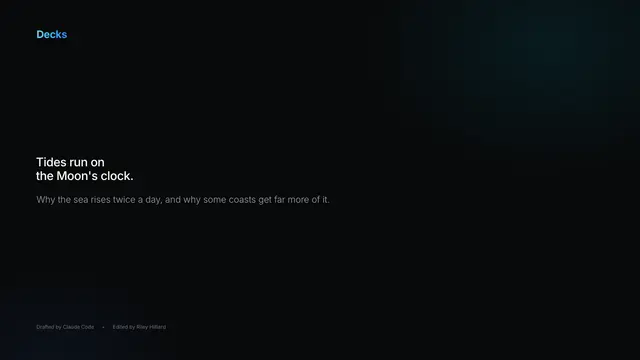 Decks
Tides run on
the Moon's clock.
Why the sea rises twice a day, and why some coasts get far more of it.
Drafted by Claude Code • Edited by Riley Hilliard